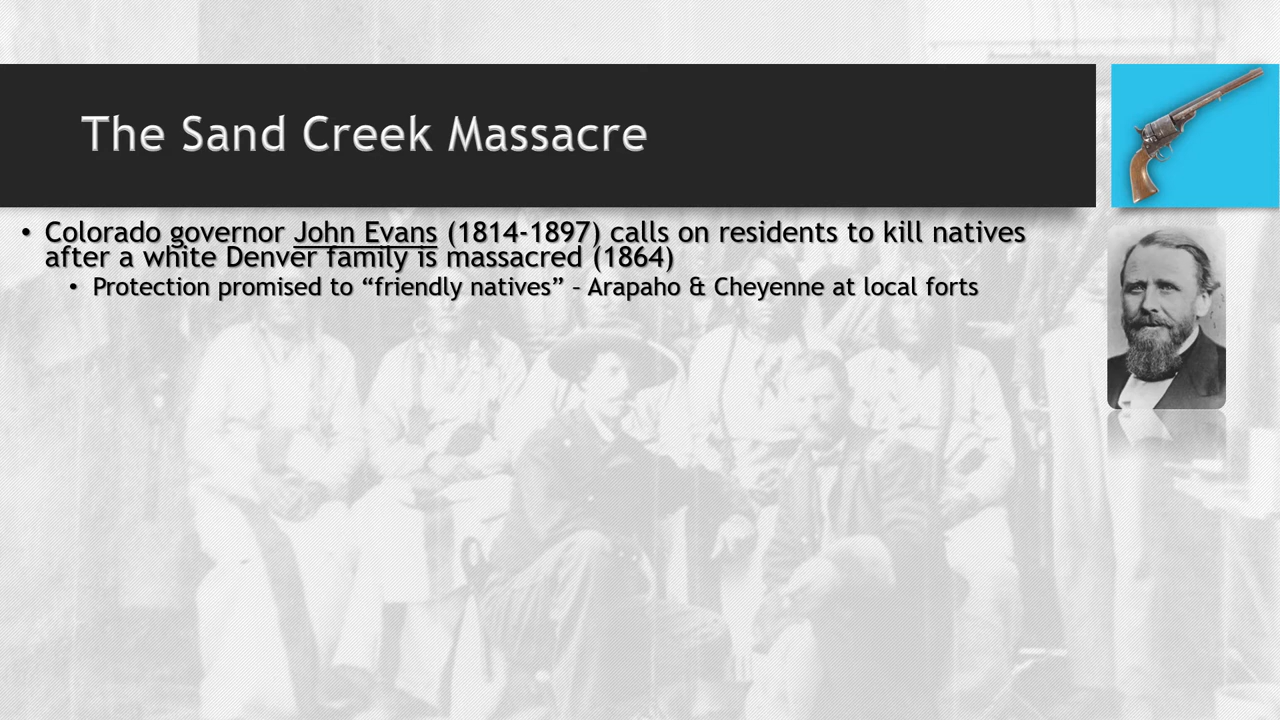 The Sand Creek Massacre
• Colorado governor John Evans (1814-1897) calls on residents to kill natives
after a white Denver family is massacred (1864)
• Protection promised to “friendly natives” – Arapaho & Cheyenne at local forts